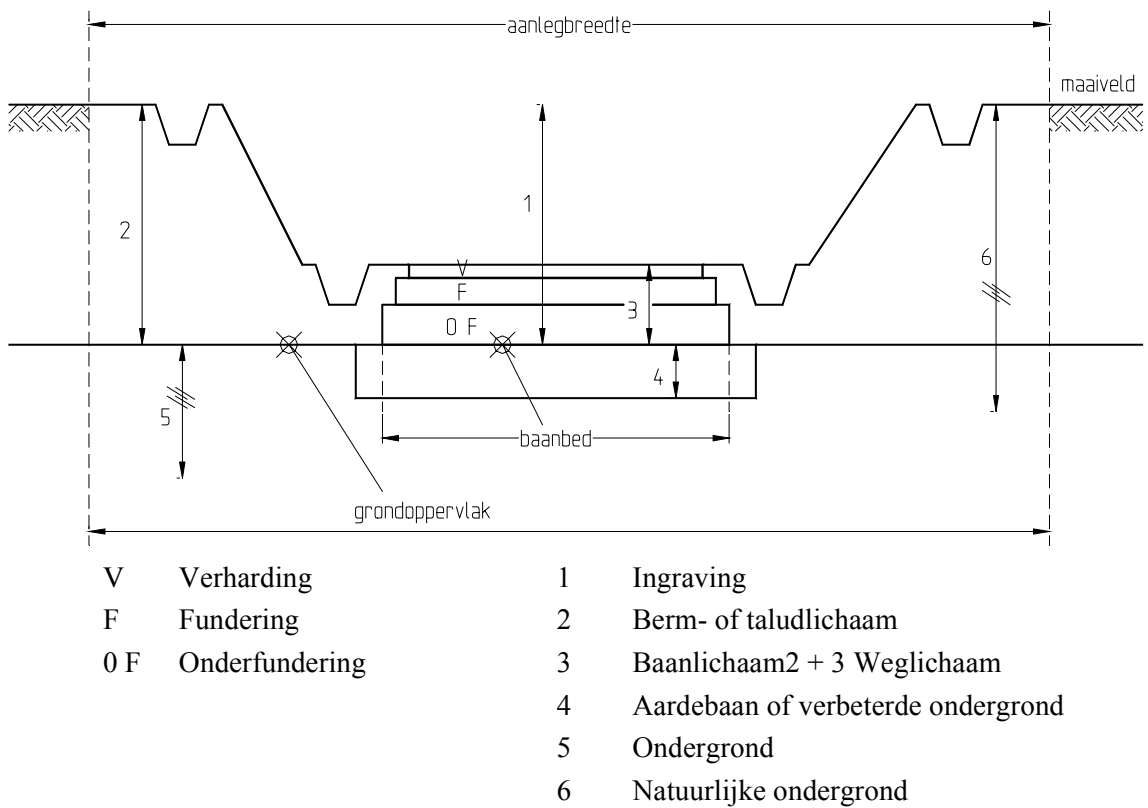 aanlegbreedte
maaiveld
1
2
6
V
F
3
0 F
4
5
baanbed
grondoppervlak
V Verharding
F Fundering
0 F Onderfundering
1 Ingraving
2 Berm- of taludlichaam
3 Baanlichaam2 + 3 Weglichaam
4 Aardebaan of verbeterde ondergrond
5 Ondergrond
6 Natuurlijke ondergrond